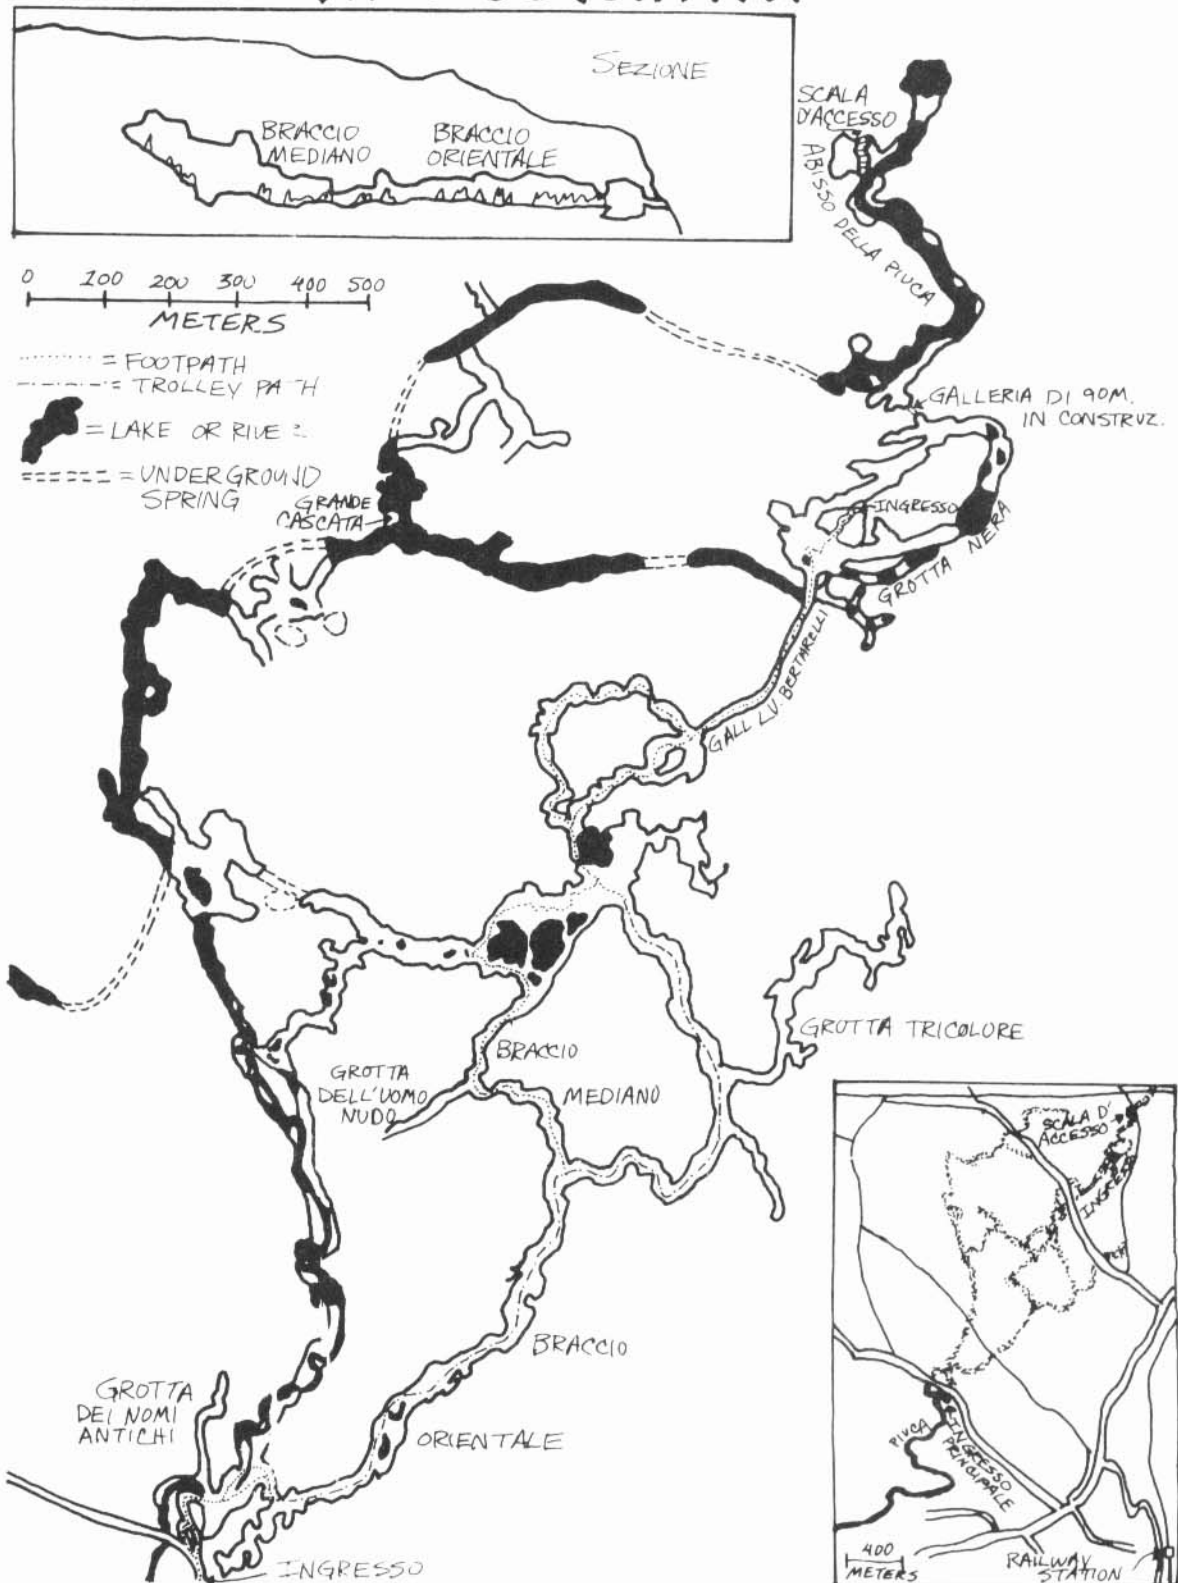 SEZIONE
BRACCIO
MEDIANO
BRACCIO
ORIENTALE
SCALA
D'ACCESSO
ABISSO DELLA PIUCA
0 100 200 300 400 500
METERS
= FOOTPATH
= TROLLEY PATH
= LAKE OR RIVE
= UNDERGROUND
SPRING
GALLERIA DI 90M.
IN CONSTRUZ.
GRANDE
CASCATA
INGRESSO
GROTTA NERA
GALL L.V. BERTARELLI
GROTTA TRICOLORE
BRACCIO
MEDIANO
GROTTA
DELL'UOMO
NUDO
BRACCIO
ORIENTALE
GROTTA
DEI NOMI
ANTICHI
INGRESSO
SCALA D'
ACCESSO
INGRES
PIUCA
INGRESSO
PRINCIPALE
400
METERS
RAILWAY
STATION